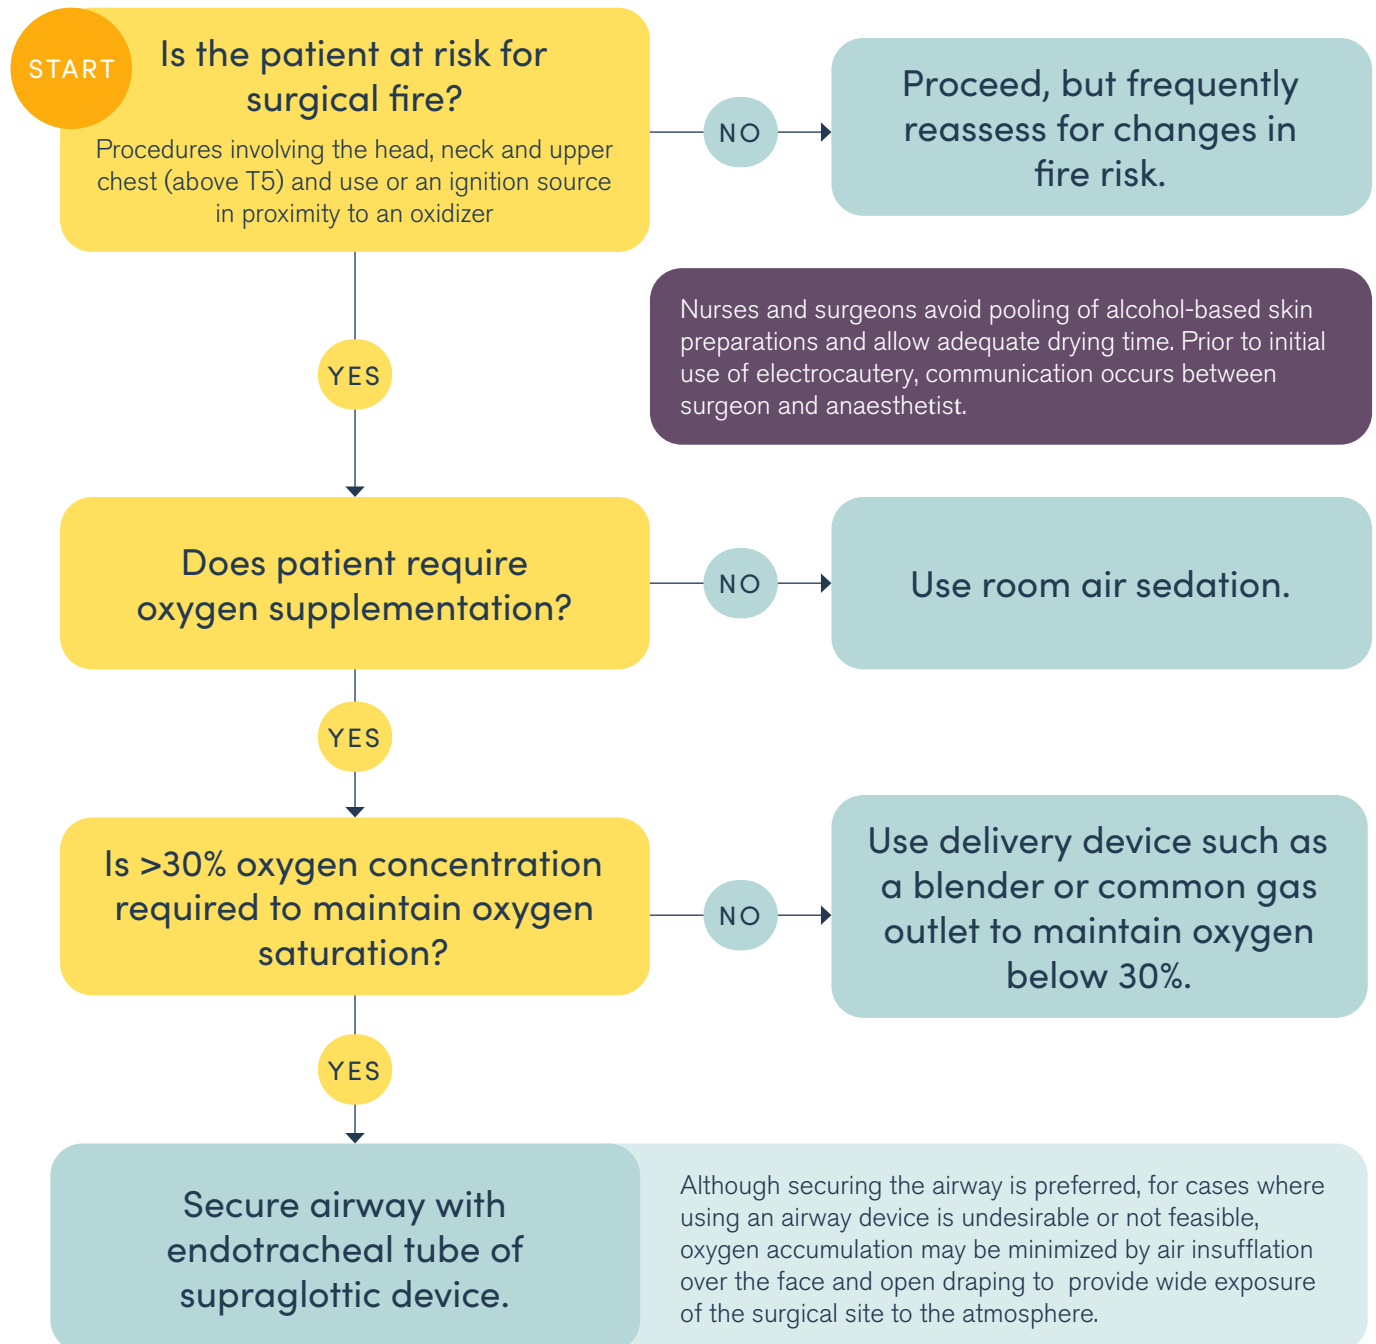 START
Is the patient at risk for
surgical fire?
Procedures involving the head, neck and upper
chest (above T5) and use or an ignition source
in proximity to an oxidizer
NO
Proceed, but frequently
reassess for changes in
fire risk.
Nurses and surgeons avoid pooling of alcohol-based skin
preparations and allow adequate drying time. Prior to initial
use of electrocautery, communication occurs between
surgeon and anaesthetist.
YES
Does patient require
oxygen supplementation?
NO
Use room air sedation.
YES
Is >30% oxygen concentration
required to maintain oxygen
saturation?
NO
Use delivery device such as
a blender or common gas
outlet to maintain oxygen
below 30%.
YES
Secure airway with
endotracheal tube of
supraglottic device.
Although securing the airway is preferred, for cases where
using an airway device is undesirable or not feasible,
oxygen accumulation may be minimized by air insufflation
over the face and open draping to provide wide exposure
of the surgical site to the atmosphere.